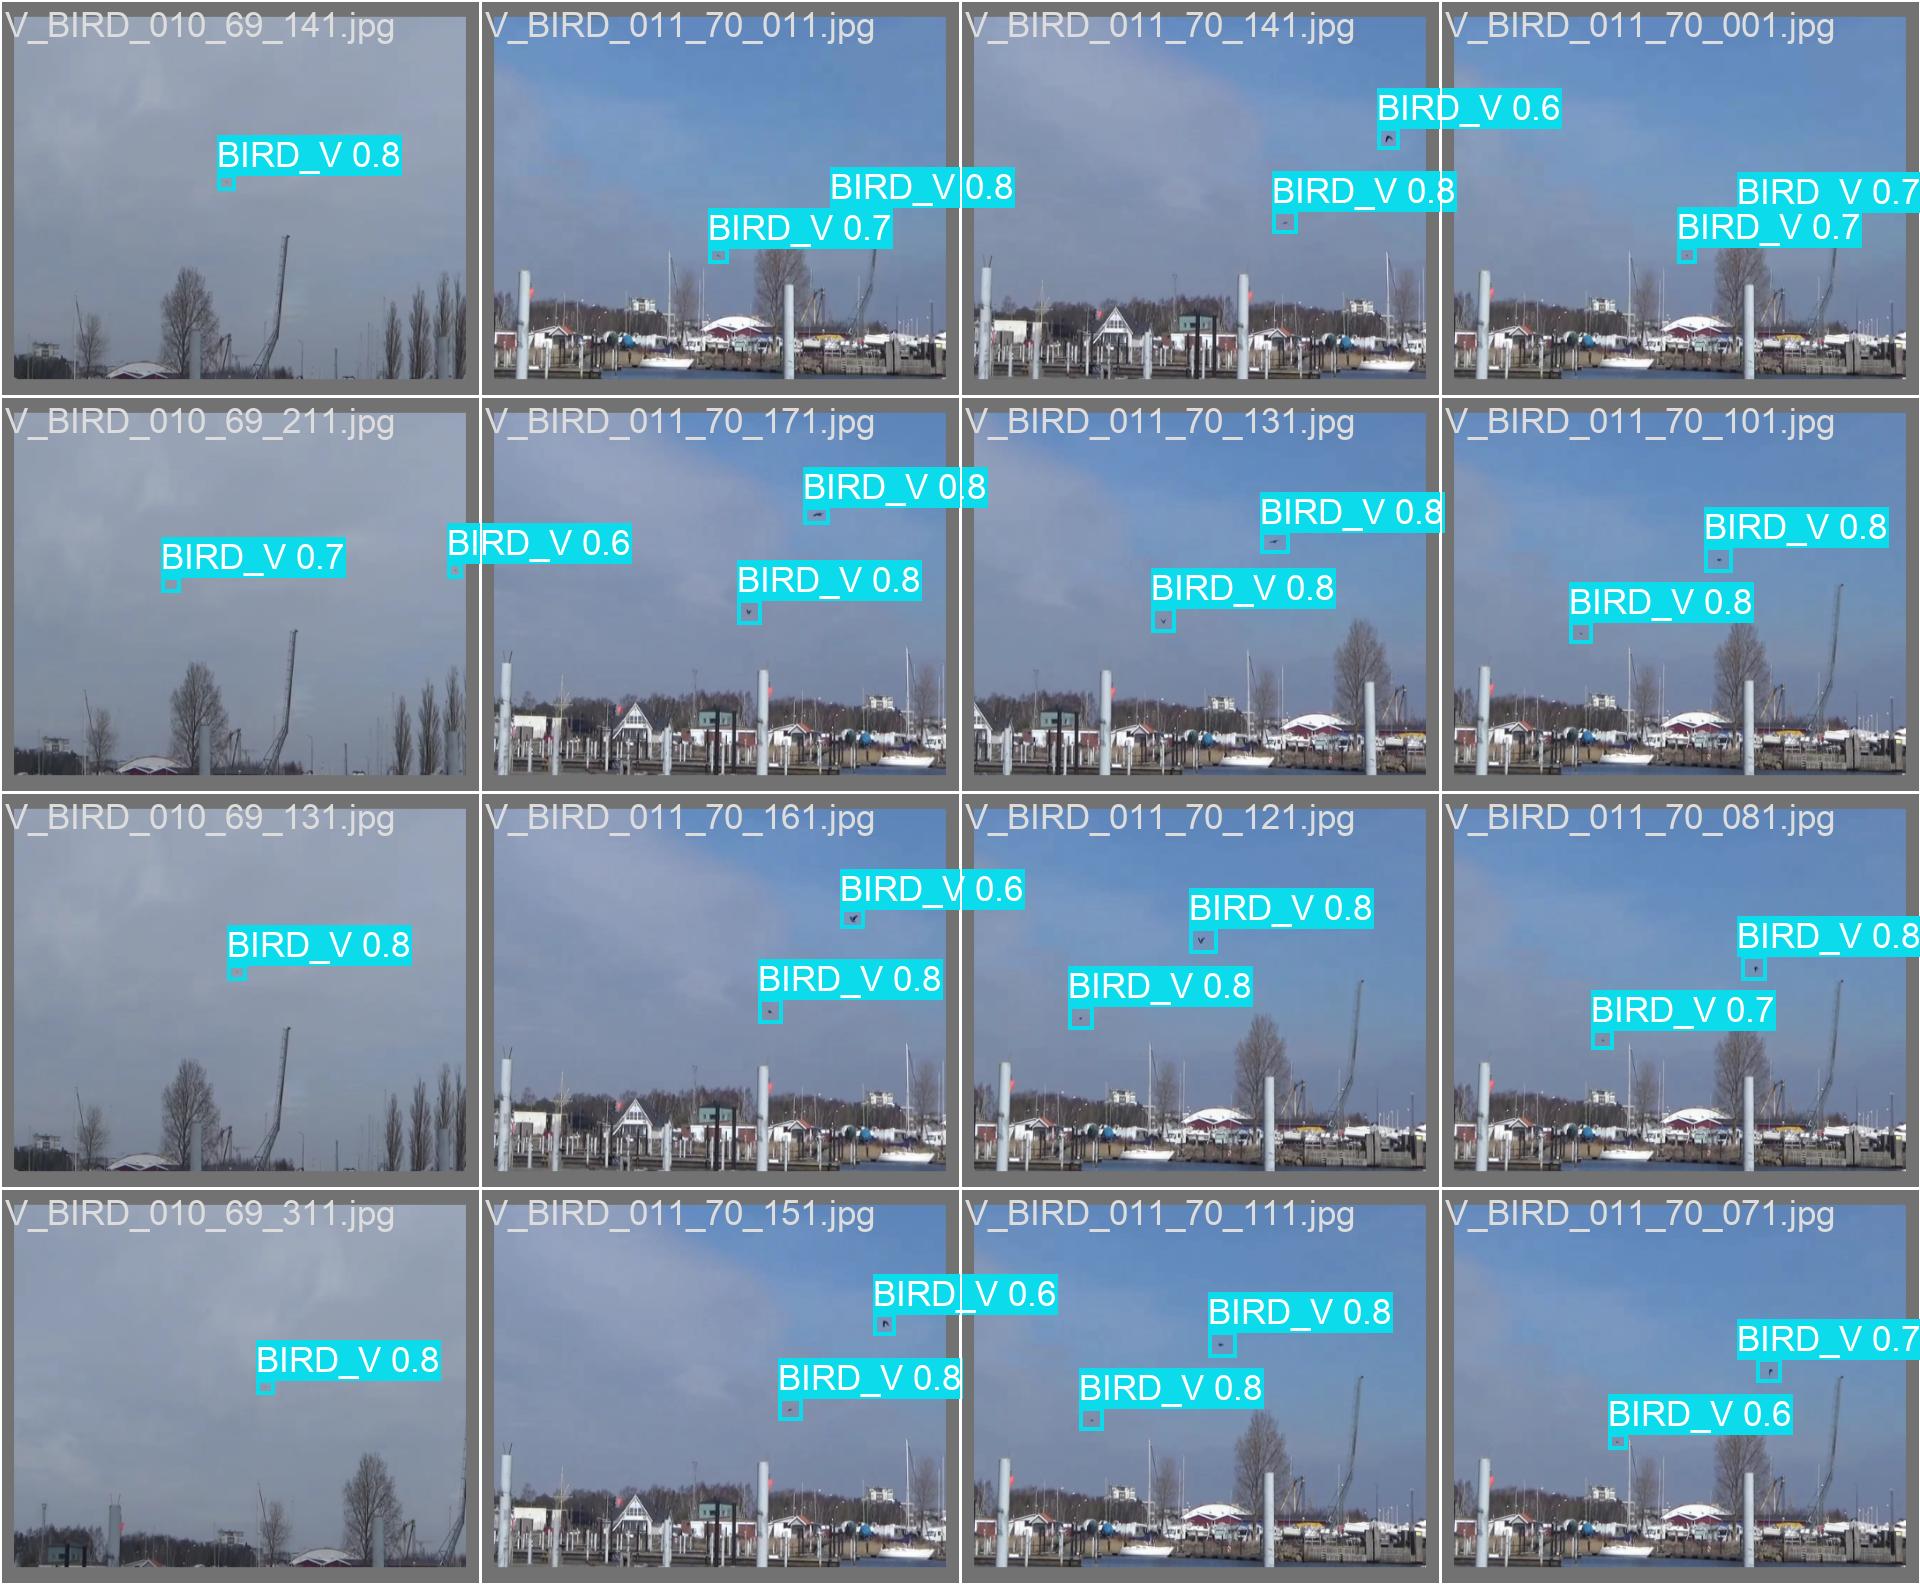 V_BIRD_010_69_141.jpg
BIRD_V 0.8
V_BIRD_011_70_011.jpg
BIRD_V 0.8
BIRD_V 0.7
V_BIRD_011_70_141.jpg
BIRD_V 0.6
BIRD_V 0.8
V_BIRD_011_70_001.jpg
BIRD_V 0.7
BIRD_V 0.7
V_BIRD_010_69_211.jpg
BIRD_V 0.7
BIRD_V 0.6
V_BIRD_011_70_171.jpg
BIRD_V 0.8
BIRD_V 0.8
V_BIRD_011_70_131.jpg
BIRD_V 0.8
BIRD_V 0.8
V_BIRD_011_70_101.jpg
BIRD_V 0.8
BIRD_V 0.8
V_BIRD_010_69_131.jpg
BIRD_V 0.8
V_BIRD_011_70_161.jpg
BIRD_V 0.6
BIRD_V 0.8
V_BIRD_011_70_121.jpg
BIRD_V 0.8
BIRD_V 0.8
V_BIRD_011_70_081.jpg
BIRD_V 0.8
BIRD_V 0.7
V_BIRD_010_69_311.jpg
BIRD_V 0.8
V_BIRD_011_70_151.jpg
BIRD_V 0.6
BIRD_V 0.8
V_BIRD_011_70_111.jpg
BIRD_V 0.8
BIRD_V 0.8
V_BIRD_011_70_071.jpg
BIRD_V 0.7
BIRD_V 0.6